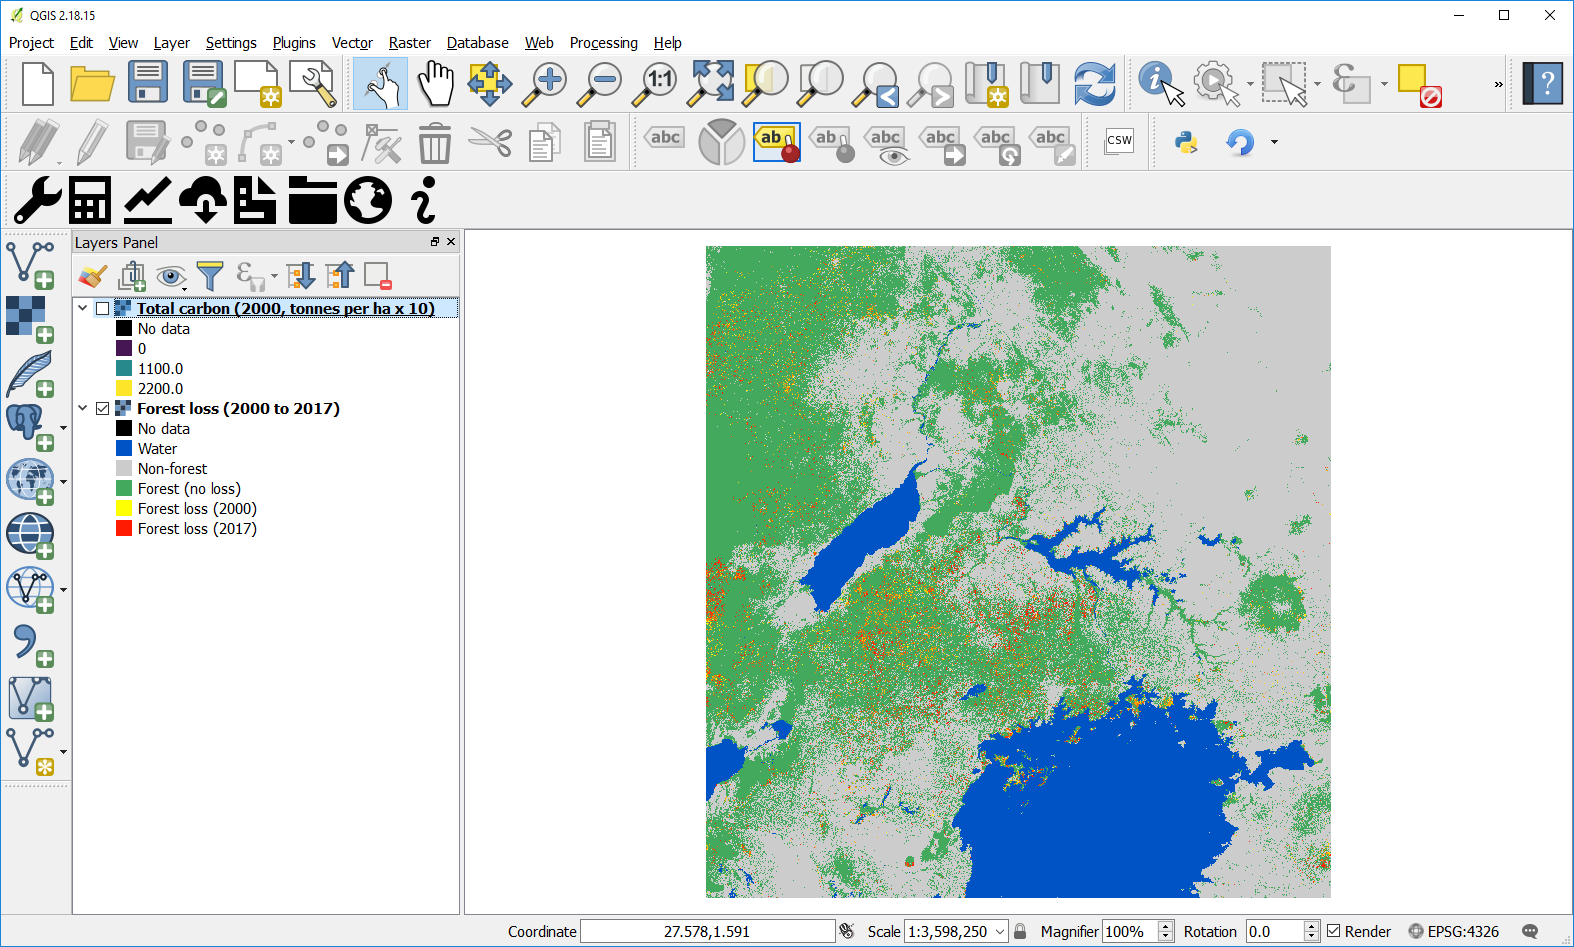 QGIS 2.18.15
Project Edit View Layer Settings Plugins Vector Raster Database Web Processing Help
1:1
»
?
abc ab ab abc abc abc abc CSW
Layers Panel
Total carbon (2000, tonnes per ha x 10)
No data
0
1100.0
2200.0
Forest loss (2000 to 2017)
No data
Water
Non-forest
Forest (no loss)
Forest loss (2000)
Forest loss (2017)
Coordinate 27.578,1.591 Scale 1:3,598,250 Magnifier 100% Rotation 0.0 Render EPSG:4326